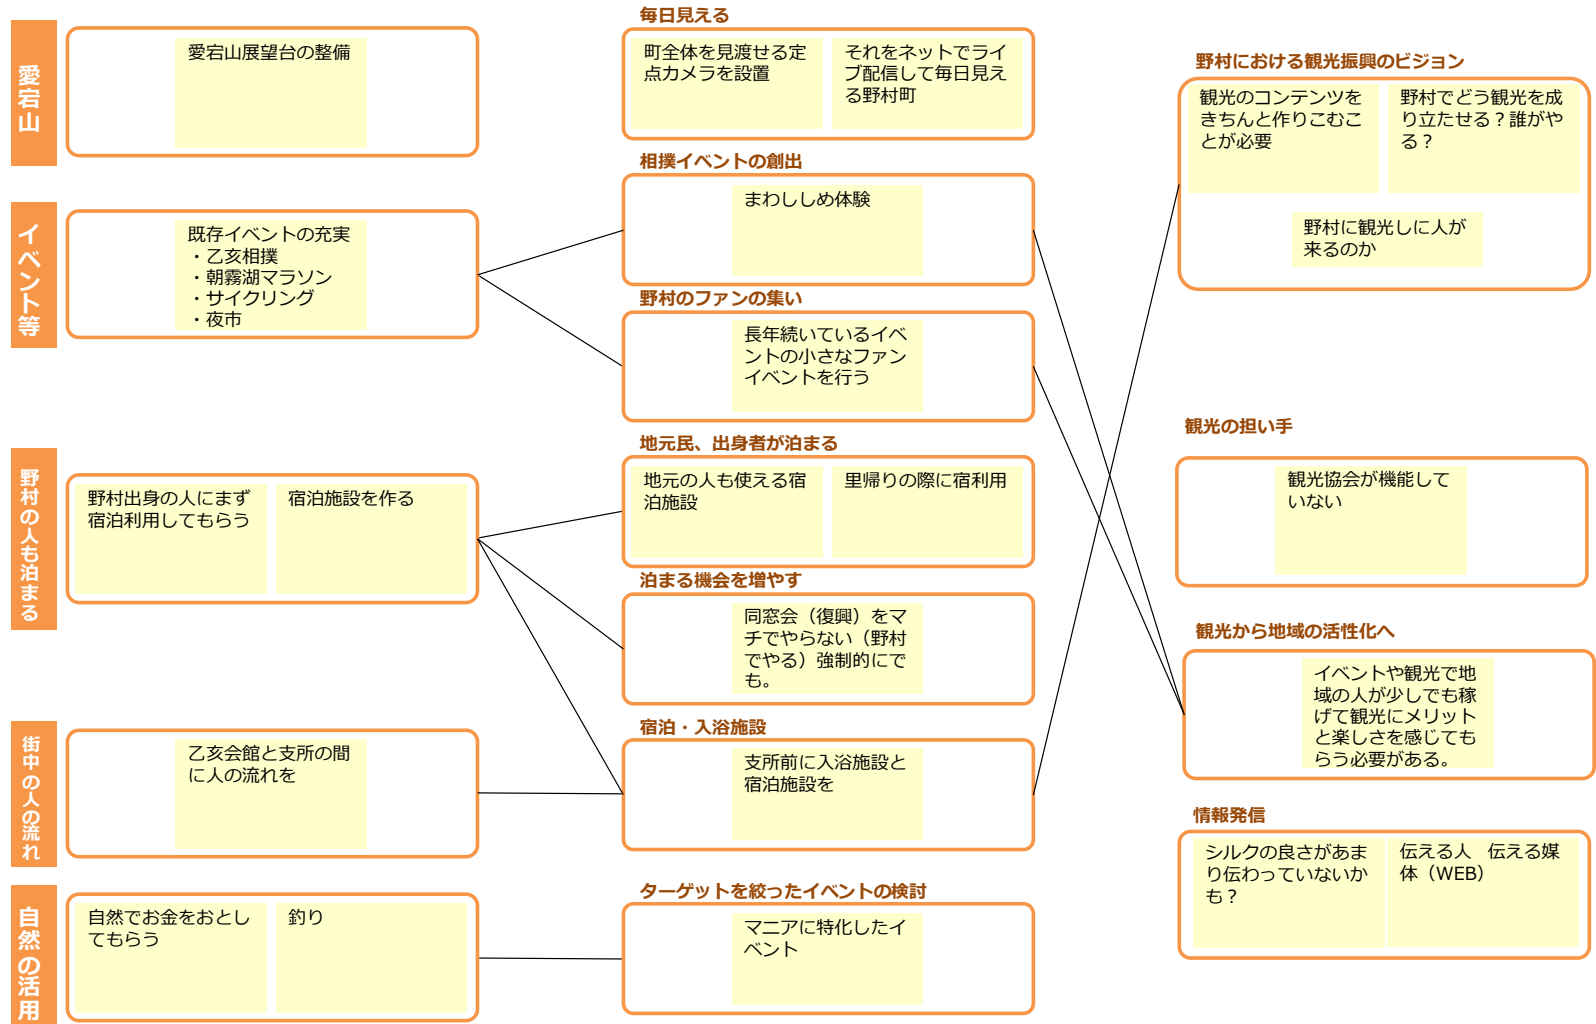 愛宕山
愛宕山展望台の整備
イベント等
既存イベントの充実
・乙亥相撲
・朝霧湖マラソン
・サイクリング
・夜市
野村の人も泊まる
野村出身の人にまず
宿泊利用してもらう
宿泊施設を作る
街中の人の流れ
乙亥会館と支所の間
に人の流れを
自然の活用
自然でお金をおとし
てもらう
釣り
毎日見える
町全体を見渡せる定
点カメラを設置
それをネットでライ
ブ配信して毎日見え
る野村町
相撲イベントの創出
まわししめ体験
野村のファンの集い
長年続いているイベ
ントの小さなファン
イベントを行う
地元民、出身者が泊まる
地元の人も使える宿
泊施設
里帰りの際に宿利用
泊まる機会を増やす
同窓会（復興）をマ
チでやらない（野村
でやる）強制的にで
も。
宿泊・入浴施設
支所前に入浴施設と
宿泊施設を
ターゲットを絞ったイベントの検討
マニアに特化したイ
ベント
野村における観光振興のビジョン
観光のコンテンツを
きちんと作りこむこ
とが必要
野村でどう観光を成
り立たせる？誰がや
る？
野村に観光しに人が
来るのか
観光の担い手
観光協会が機能して
いない
観光から地域の活性化へ
イベントや観光で地
域の人が少しでも稼
げて観光にメリット
と楽しさを感じても
らう必要がある。
情報発信
シルクの良さがあま
り伝わっていないか
も？
伝える人　伝える媒
体（WEB）